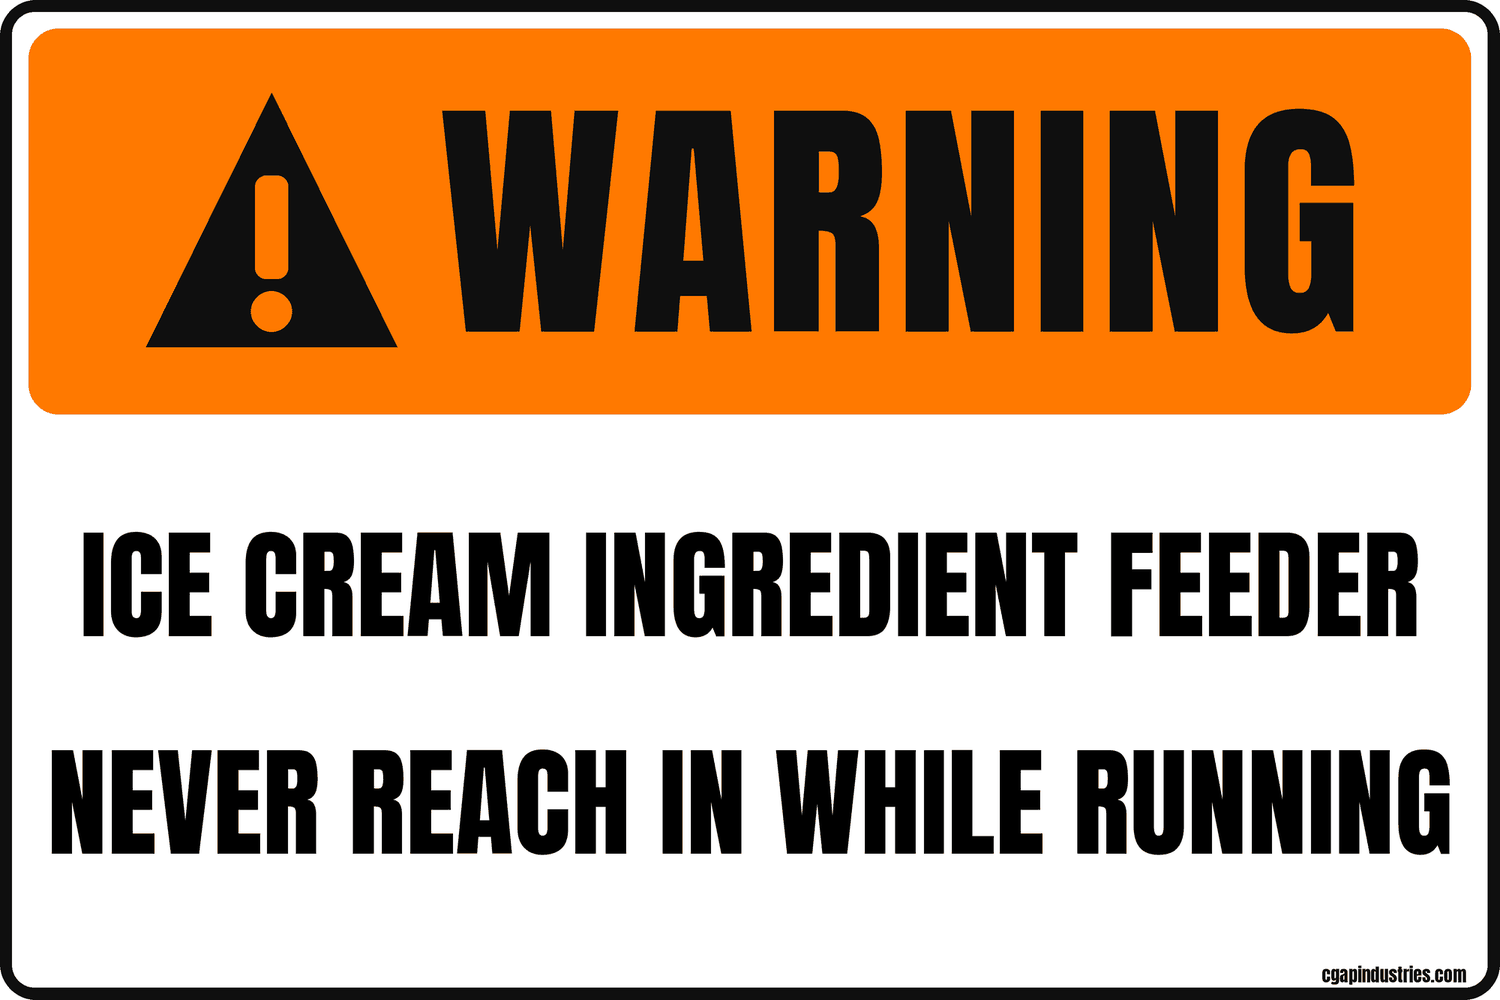 WARNING
ICE CREAM INGREDIENT FEEDER
NEVER REACH IN WHILE RUNNING
cgapindustries.com